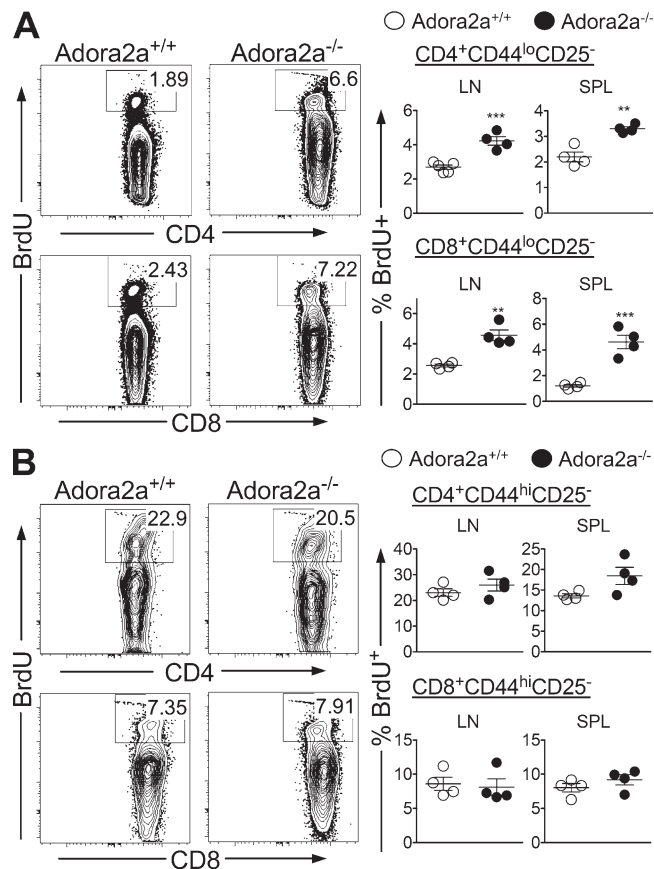 A
Adora2a+/+
Adora2a-/-
Adora2a+/+
Adora2a-/-
1.89
6.6
BrdU
CD4
2.43
7.22
CD8
CD4+CD44loCD25-
LN
SPL
***
**
6
4
2
0
4
3
2
1
0
% BrdU+
CD8+CD44loCD25-
LN
SPL
**
***
6
4
2
0
8
6
4
2
0
B
Adora2a+/+
Adora2a-/-
Adora2a+/+
Adora2a-/-
22.9
20.5
BrdU
CD4
7.35
7.91
CD8
CD4+CD44hiCD25-
LN
SPL
40
30
20
10
0
25
20
15
10
5
0
% BrdU+
CD8+CD44hiCD25-
LN
SPL
15
10
5
0
15
10
5
0